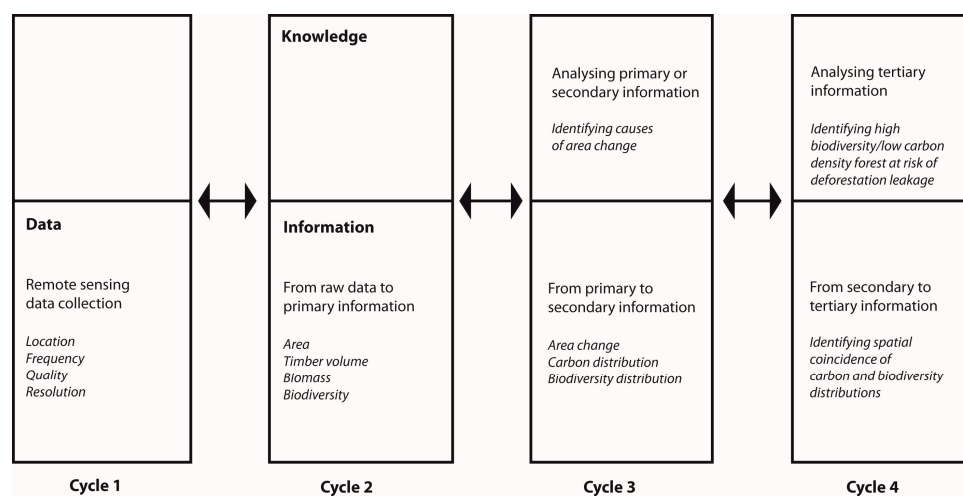 Knowledge
Analysing primary or
secondary information
Identifying causes
of area change
Analysing tertiary
information
Identifying high
biodiversity/low carbon
density forest at risk of
deforestation leakage
Data
Remote sensing
data collection
Location
Frequency
Quality
Resolution
Information
From raw data to
primary information
Area
Timber volume
BIomass
Biodiversity
From primary to
secondary information
Area change
Carbon distribution
Biodiversity distribution
From secondary to
tertiary information
Identifying spatial
coincidence of
carbon and biodiversity
distributions
Cycle 1
Cycle 2
Cycle 3
Cycle 4